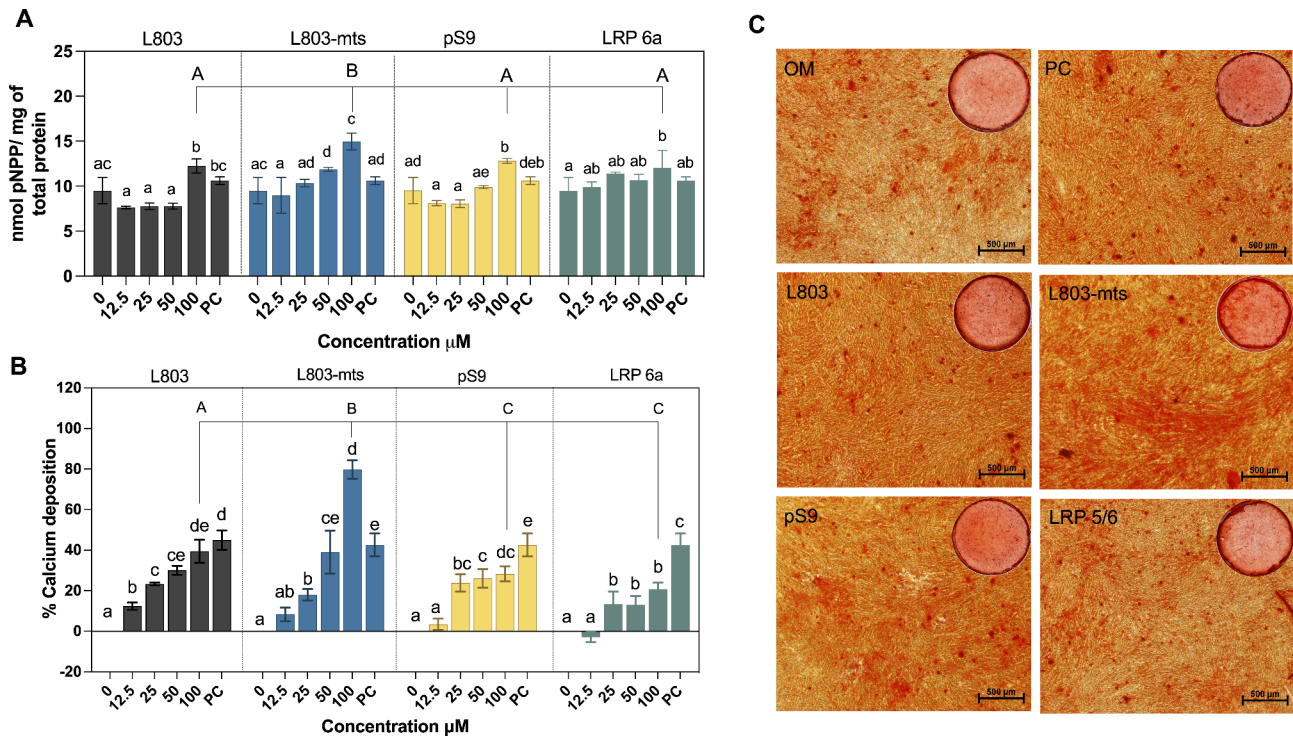 A
L803 L803-mts pS9 LRP 6a
nmol pNPP/ mg of
total protein
25
20
15
10
5
0
A B A A
ac a a a b bc
ac a ad d c ad
ad a a ae b deb
a ab ab ab b ab
0 12.5 25 50 100 PC 0 12.5 25 50 100 PC 0 12.5 25 50 100 PC 0 12.5 25 50 100 PC
Concentration μM
B
L803 L803-mts pS9 LRP 6a
% Calcium deposition
120
100
80
60
40
20
0
-20
A B C C
a b c ce de d
a ab b ce d e
a a bc c dc e
a a b b b c
0 12.5 25 50 100 PC 0 12.5 25 50 100 PC 0 12.5 25 50 100 PC 0 12.5 25 50 100 PC
Concentration μM
C
OM
500 μm
PC
500 μm
L803
500 μm
L803-mts
500 μm
pS9
500 μm
LRP 5/6
500 μm